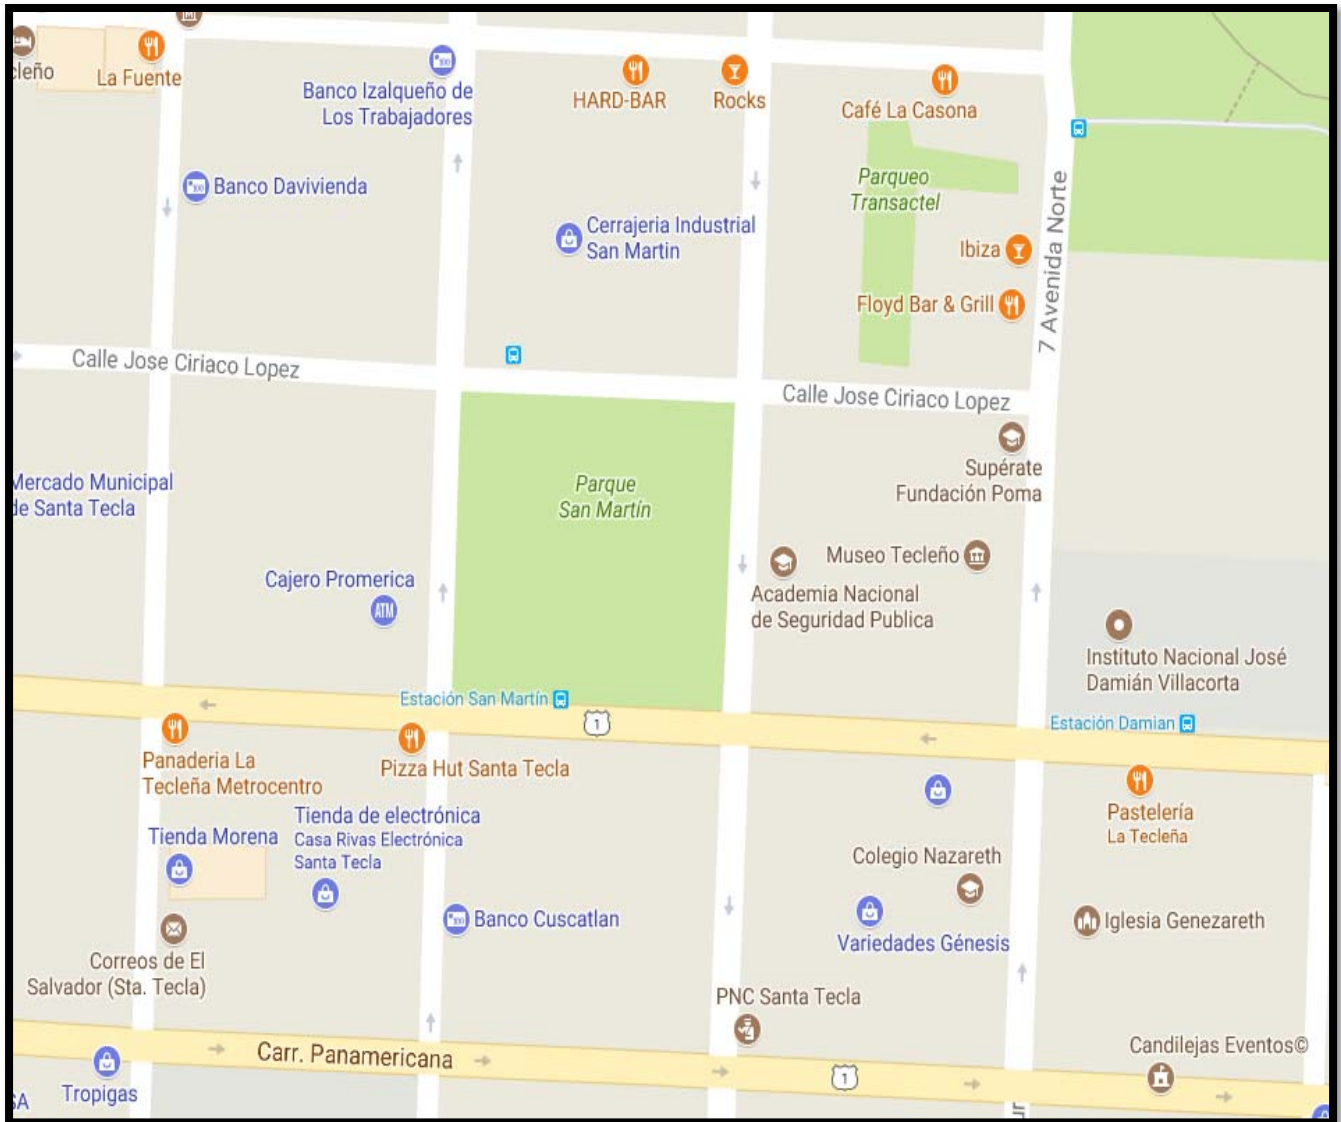 cleño
La Fuente
Banco Izalqueño de
Los Trabajadores
HARD-BAR
Rocks
Café La Casona
Banco Davivienda
Cerrajeria Industrial
San Martin
Parqueo
Transactel
Ibiza
Floyd Bar & Grill
7 Avenida Norte
Calle Jose Ciriaco Lopez
Calle Jose Ciriaco Lopez
Mercado Municipal
de Santa Tecla
Parque
San Martín
Supérate
Fundación Poma
Museo Tecleño
Cajero Promerica
ATM
Academia Nacional
de Seguridad Publica
Instituto Nacional José
Damián Villacorta
Estación San Martín
1
Estación Damian
Panaderia La
Tecleña Metrocentro
Pizza Hut Santa Tecla
Tienda de electrónica
Casa Rivas Electrónica
Santa Tecla
Tienda Morena
Pastelería
La Tecleña
Colegio Nazareth
Banco Cuscatlan
Variedades Génesis
Iglesia Genezareth
Correos de El
Salvador (Sta. Tecla)
PNC Santa Tecla
Carr. Panamericana
1
Candilejas Eventos©
Tropigas
SA
ur